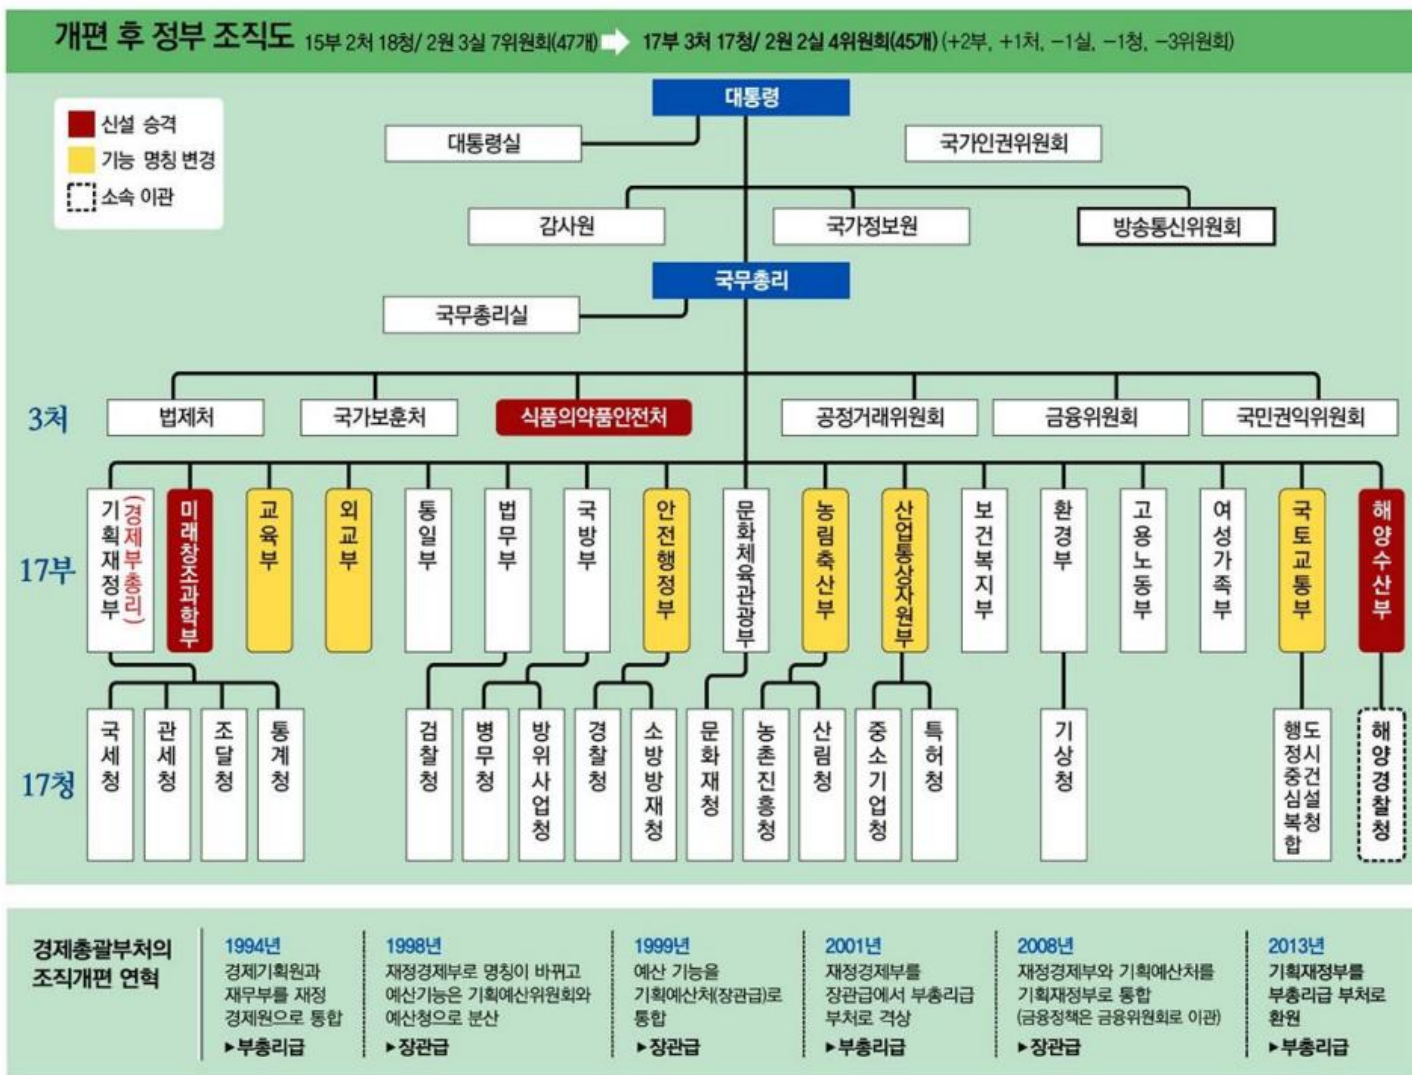 개편 후 정부 조직도 15부 2처 18청/ 2원 3실 7위원회(47개) 17부 3처 17청/ 2원 2실 4위원회(45개) (+2부, +1처, -1실, -1청, -3위원회)
신설 승격
기능 명칭 변경
소속 이관
대통령
대통령실
국가인권위원회
감사원
국가정보원
방송통신위원회
국무총리
국무총리실
3처
법제처
국가보훈처
식품의약품안전처
공정거래위원회
금융위원회
국민권익위원회
17부
기획재정부
(경제부총리)
미래창조과학부
교육부
외교부
통일부
법무부
국방부
안전행정부
문화체육관광부
농림축산부
산업통상자원부
보건복지부
환경부
고용노동부
여성가족부
국토교통부
해양수산부
17청
국세청
관세청
조달청
통계청
검찰청
병무청
방위사업청
경찰청
소방방재청
문화재청
농촌진흥청
산림청
중소기업청
특허청
기상청
행정중심복합
도시건설청
해양경찰청
경제총괄부처의
조직개편 연혁
1994년
경제기획원과
재무부를 재정
경제원으로 통합
▶부총리급
1998년
재정경제부로 명칭이 바뀌고
예산기능은 기획예산위원회와
예산청으로 분산
▶장관급
1999년
예산 기능을
기획예산처(장관급)로
통합
▶장관급
2001년
재정경제부를
장관급에서 부총리급
부처로 격상
▶부총리급
2008년
재정경제부와 기획예산처를
기획재정부로 통합
(금융정책은 금융위원회로 이관)
▶장관급
2013년
기획재정부를
부총리급 부처로
환원
▶부총리급